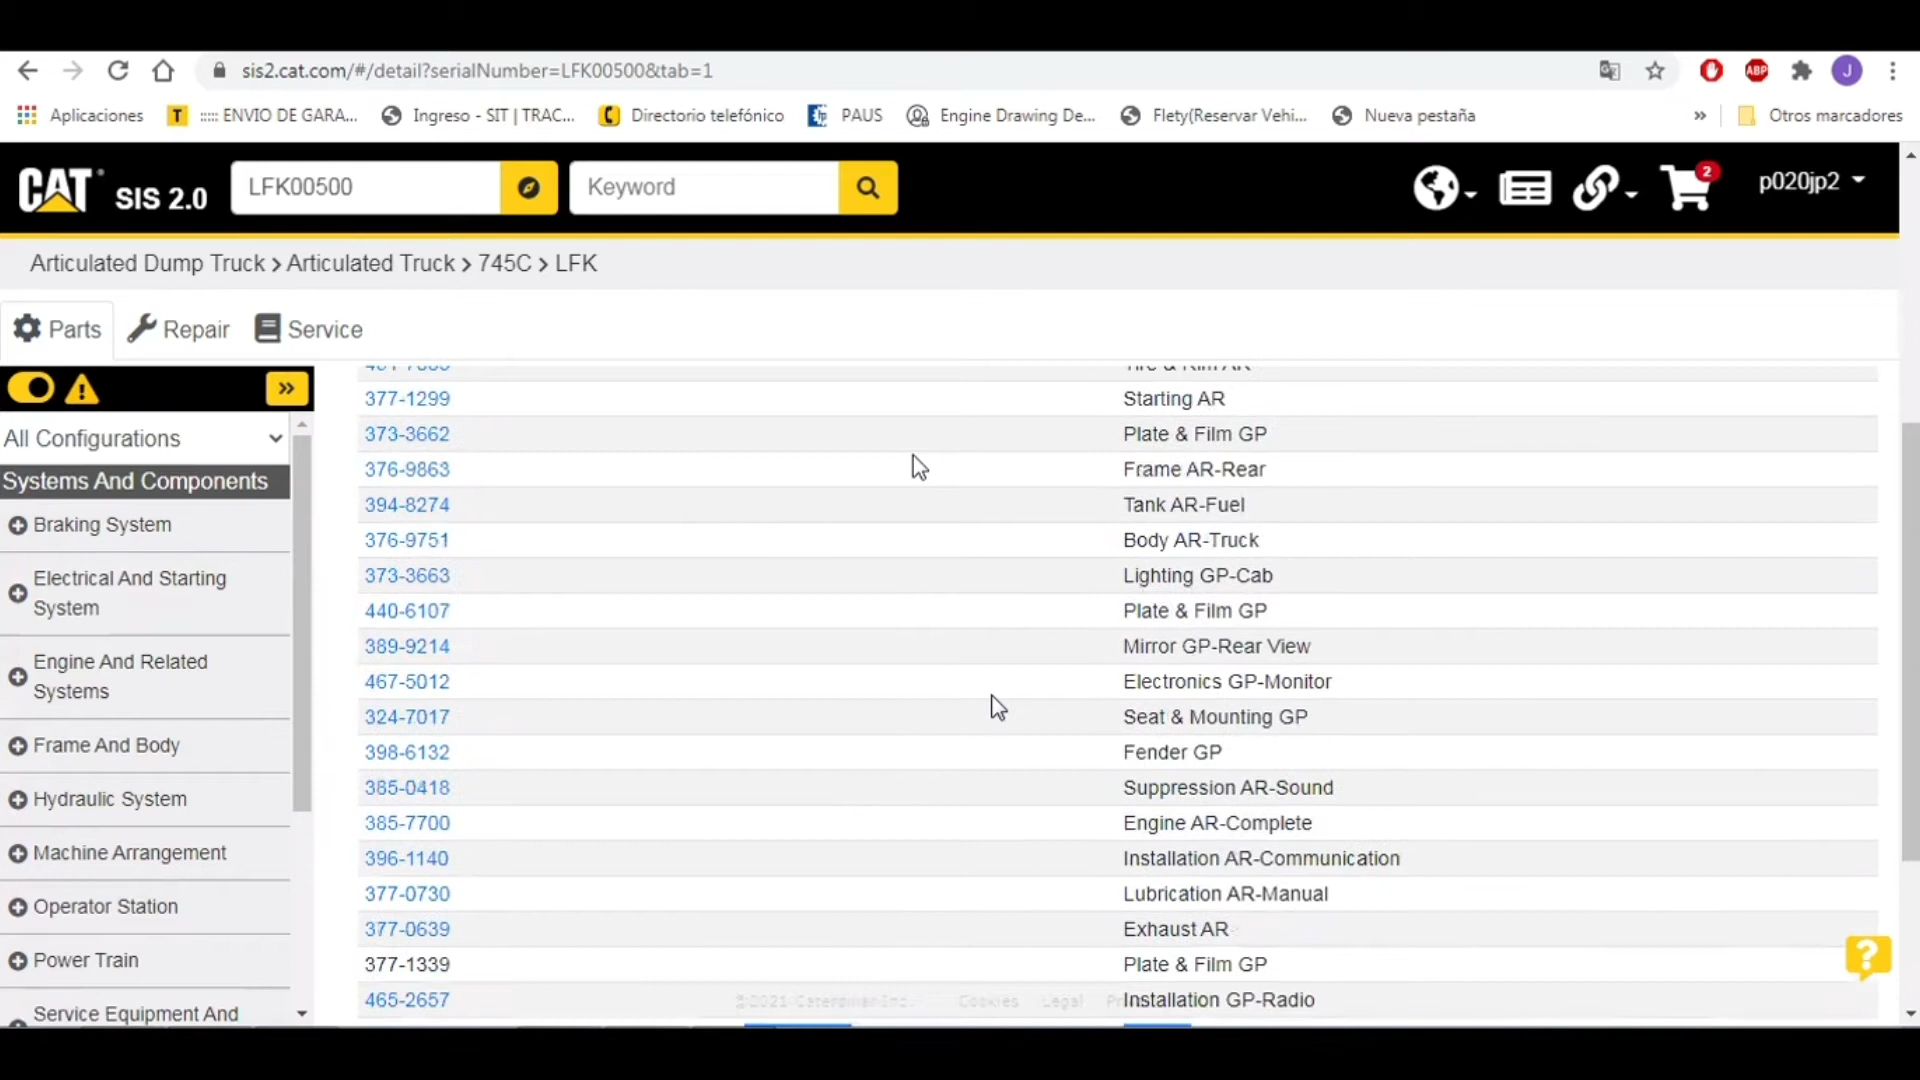 sis2.cat.com/#/detail?serialNumber=LFK00500&tab=1
ABP
J
Aplicaciones
T
::::: ENVIO DE GARA...
Ingreso - SIT | TRAC...
Directorio telefónico
PAUS
Engine Drawing De...
Flety(Reservar Vehi...
Nueva pestaña
»
Otros marcadores
CAT SIS 2.0
LFK00500
Keyword
2
p020jp2
Articulated Dump Truck > Articulated Truck > 745C > LFK
Parts
Repair
Service
»
All Configurations
Systems And Components
Braking System
Electrical And Starting
System
Engine And Related
Systems
Frame And Body
Hydraulic System
Machine Arrangement
Operator Station
Power Train
Service Equipment And
377-1299 Starting AR
373-3662 Plate & Film GP
376-9863 Frame AR-Rear
394-8274 Tank AR-Fuel
376-9751 Body AR-Truck
373-3663 Lighting GP-Cab
440-6107 Plate & Film GP
389-9214 Mirror GP-Rear View
467-5012 Electronics GP-Monitor
324-7017 Seat & Mounting GP
398-6132 Fender GP
385-0418 Suppression AR-Sound
385-7700 Engine AR-Complete
396-1140 Installation AR-Communication
377-0730 Lubrication AR-Manual
377-0639 Exhaust AR
377-1339 Plate & Film GP
465-2657 Installation GP-Radio
©2021 Caterpillar Inc. Cookies Legal
?